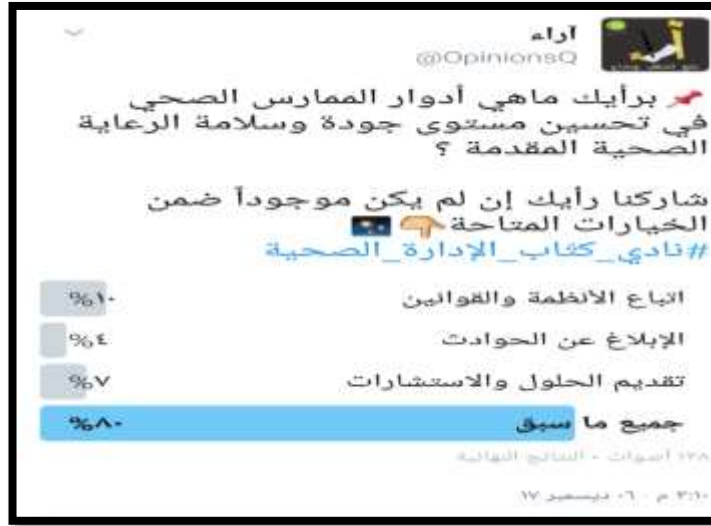 آراء
@OpinionsQ
برأيك ماهي أدوار الممارس الصحي
في تحسين مستوى جودة وسلامة الرعاية
الصحية المقدمة ؟
شاركنا رأيك إن لم يكن موجوداً ضمن
الخيارات المتاحة
#نادي_كتاب_الإدارة_الصحية
اتباع الأنظمة والقوانين %١٠
الإبلاغ عن الحوادث %٤
تقديم الحلول والاستشارات %٧
جميع ما سبق %٨٠
١٢٨ أصوات • النتائج النهائية
٣:١٠ م · ٠٦ ديسمبر ١٧